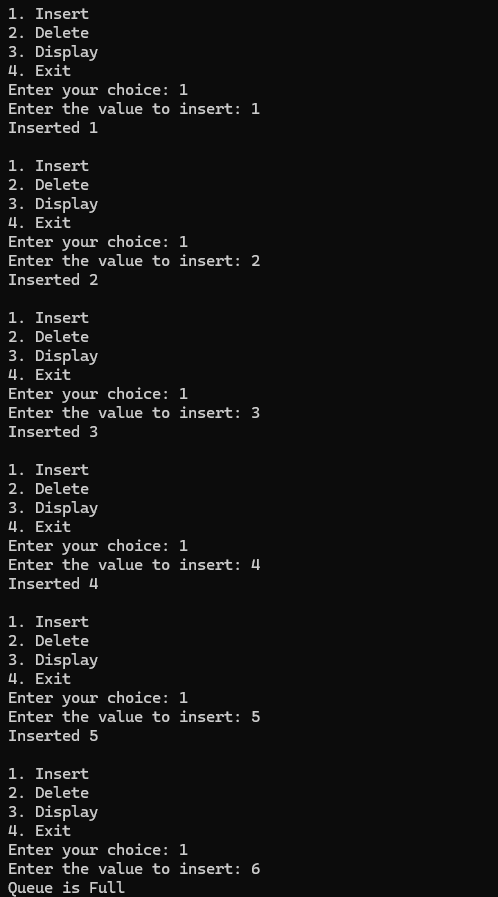 1. Insert
2. Delete
3. Display
4. Exit
Enter your choice: 1
Enter the value to insert: 1
Inserted 1

1. Insert
2. Delete
3. Display
4. Exit
Enter your choice: 1
Enter the value to insert: 2
Inserted 2

1. Insert
2. Delete
3. Display
4. Exit
Enter your choice: 1
Enter the value to insert: 3
Inserted 3

1. Insert
2. Delete
3. Display
4. Exit
Enter your choice: 1
Enter the value to insert: 4
Inserted 4

1. Insert
2. Delete
3. Display
4. Exit
Enter your choice: 1
Enter the value to insert: 5
Inserted 5

1. Insert
2. Delete
3. Display
4. Exit
Enter your choice: 1
Enter the value to insert: 6
Queue is Full